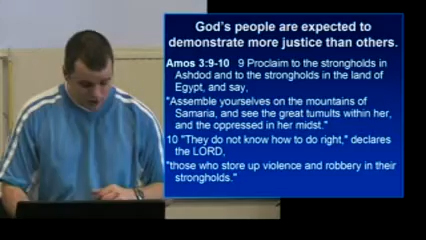 God's people are expected to
demonstrate more justice than others.
Amos 3:9-10   9 Proclaim to the strongholds in
Ashdod and to the strongholds in the land of
Egypt, and say,
"Assemble yourselves on the mountains of
Samaria, and see the great tumults within her,
and the oppressed in her midst."
10 "They do not know how to do right," declares
the LORD,
"those who store up violence and robbery in their
strongholds."